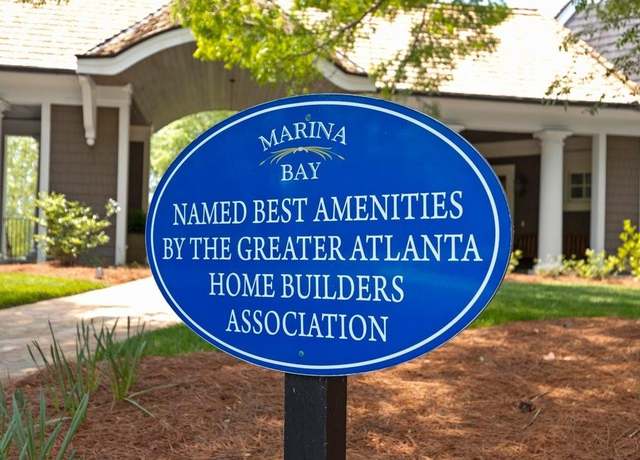 MARINA
BAY
NAMED BEST AMENITIES
BY THE GREATER ATLANTA
HOME BUILDERS
ASSOCIATION